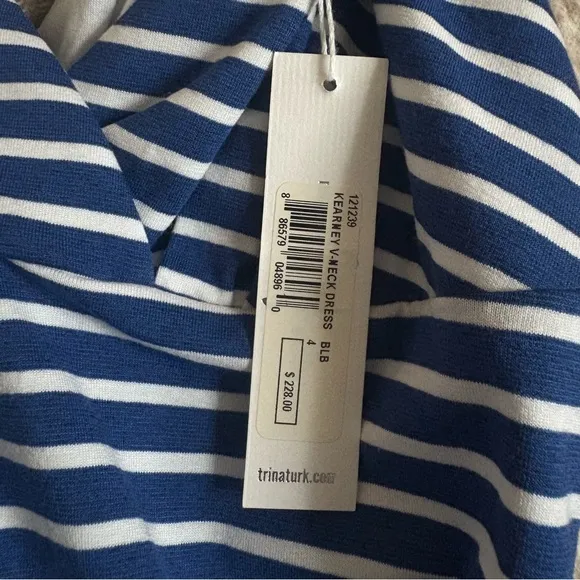 121239
KEARNEY V-NECK DRESS BLB
4
8 86579 04896 0
$ 228.00
trinaturk.com